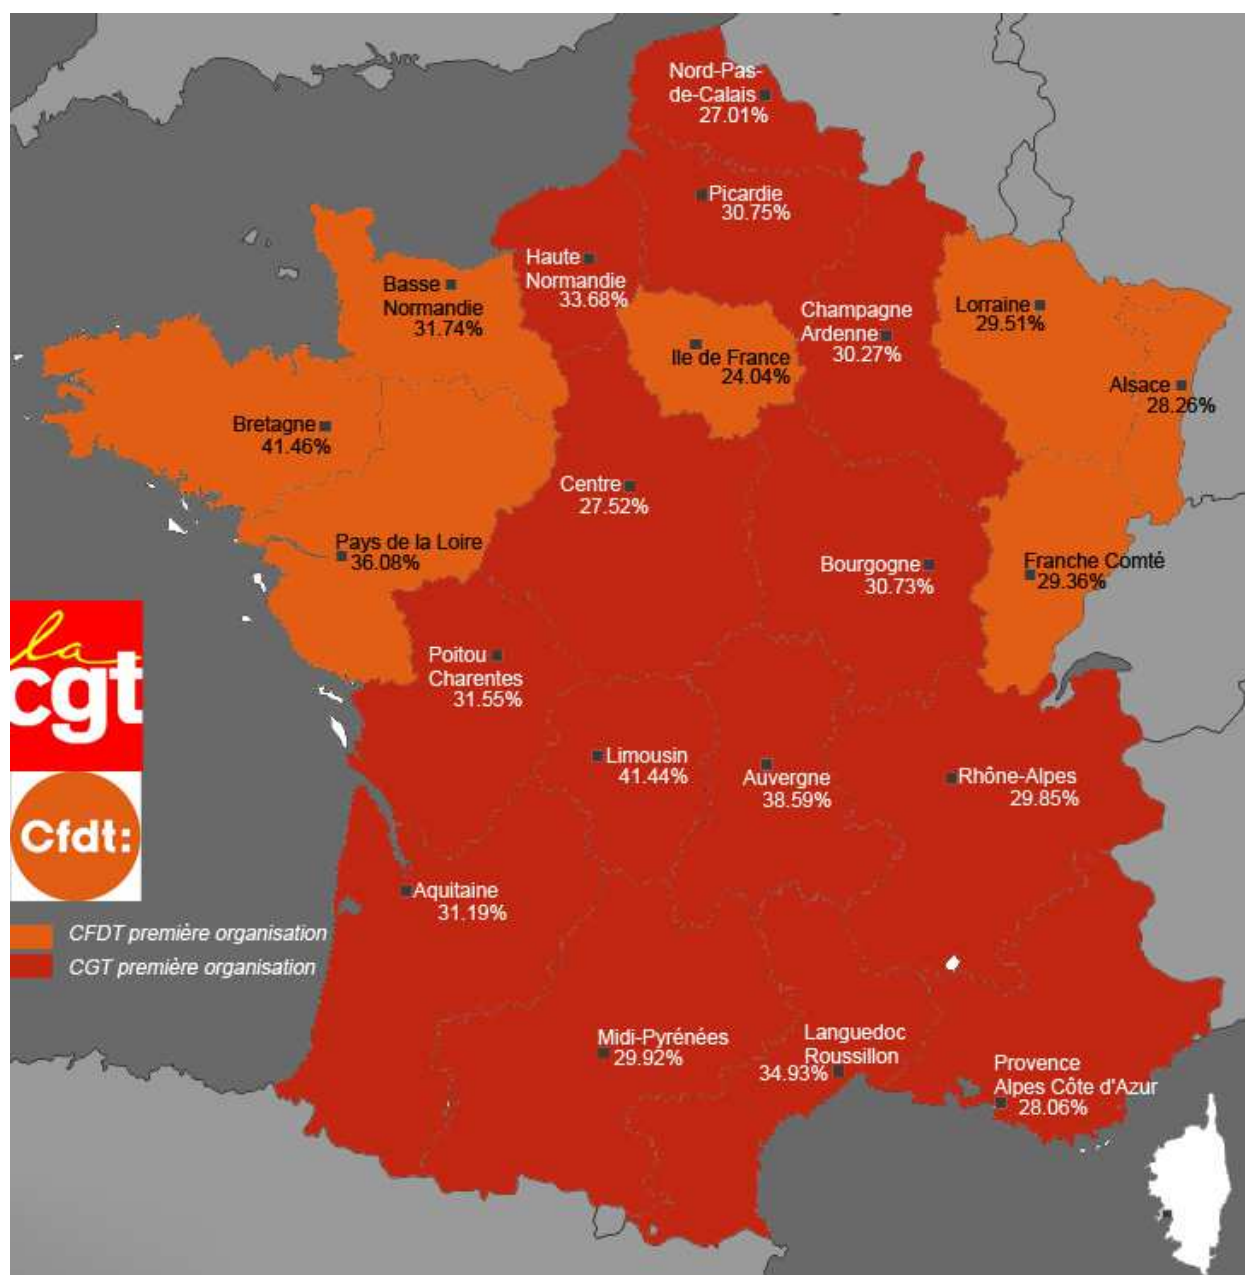 Nord-Pas-
de-Calais
27.01%
Picardie
30.75%
Haute
Normandie
33.68%
Basse
Normandie
31.74%
Champagne
Ardenne
30.27%
Lorraine
29.51%
Ile de France
24.04%
Alsace
28.26%
Bretagne
41.46%
Centre
27.52%
Pays de la Loire
36.08%
Bourgogne
30.73%
Franche Comté
29.36%
la
cgt
Poitou
Charentes
31.55%
Limousin
41.44%
Auvergne
38.59%
Rhône-Alpes
29.85%
Cfdt:
Aquitaine
31.19%
CFDT première organisation
CGT première organisation
Midi-Pyrénées
29.92%
Languedoc
Roussillon
34.93%
Provence
Alpes Côte d'Azur
28.06%